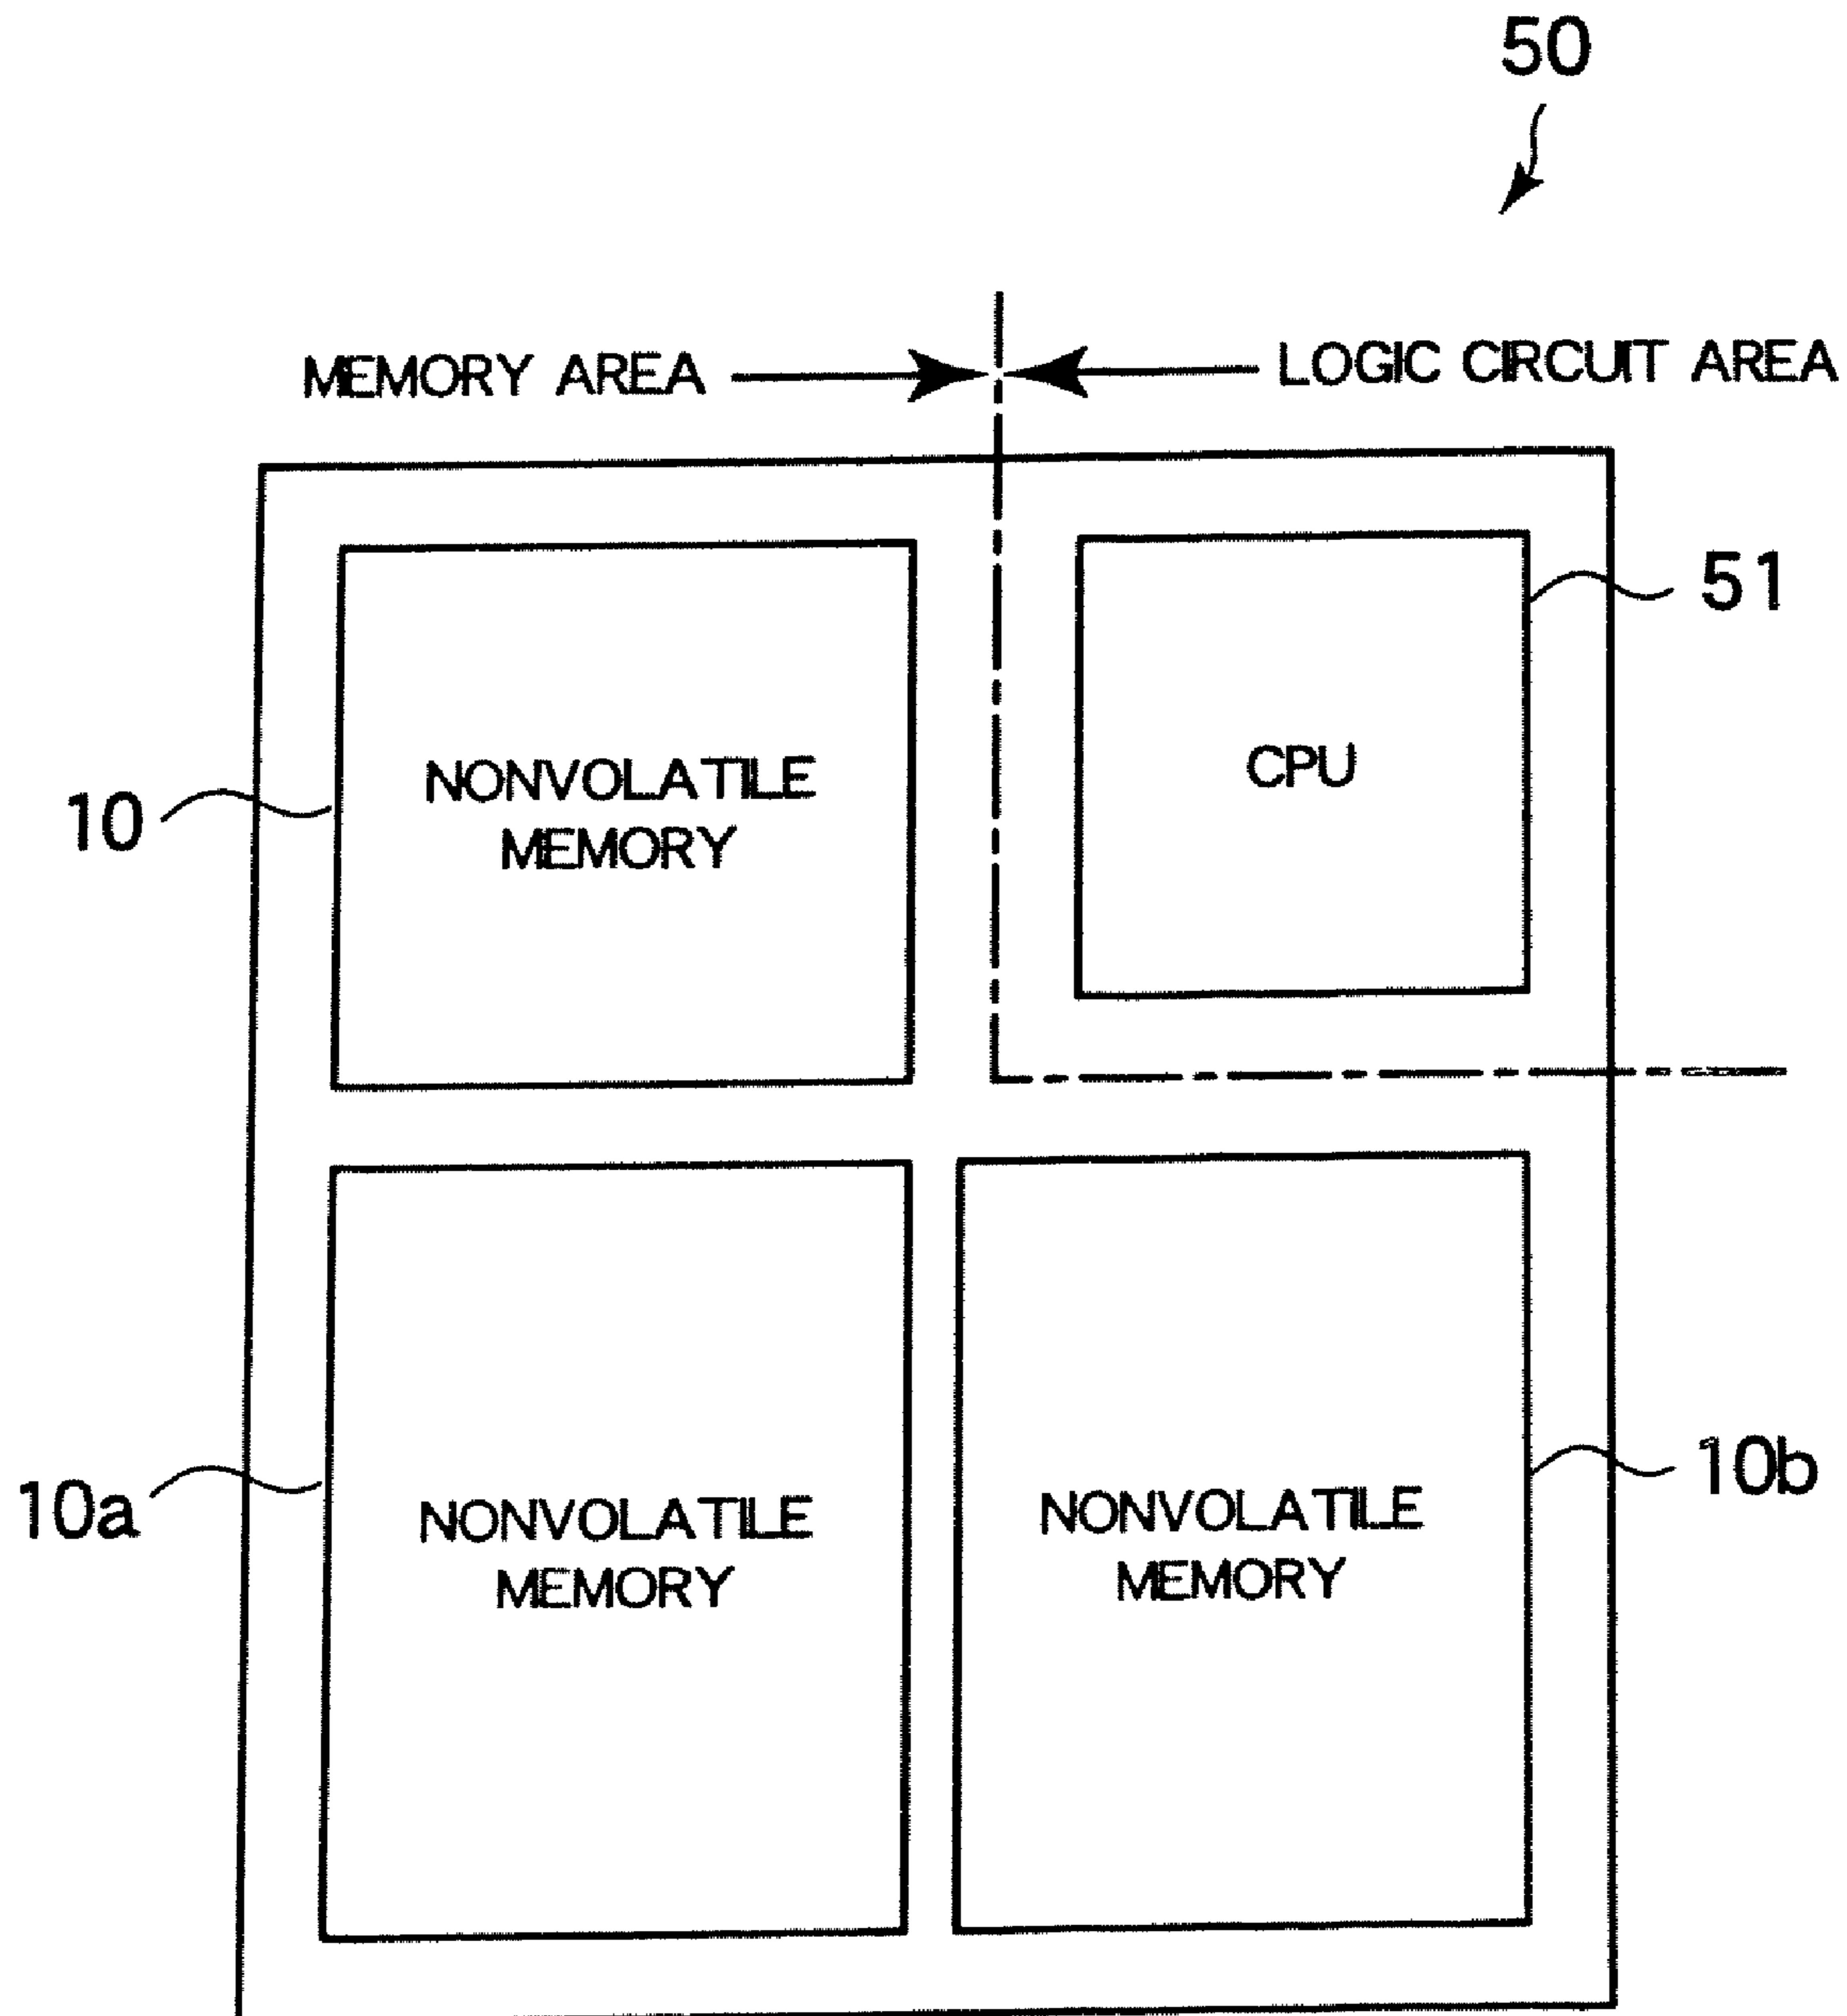 50
MEMORY AREA
LOGIC CIRCUIT AREA
51
CPU
10
NONVOLATILE
MEMORY
10a
NONVOLATILE
MEMORY
10b
NONVOLATILE
MEMORY